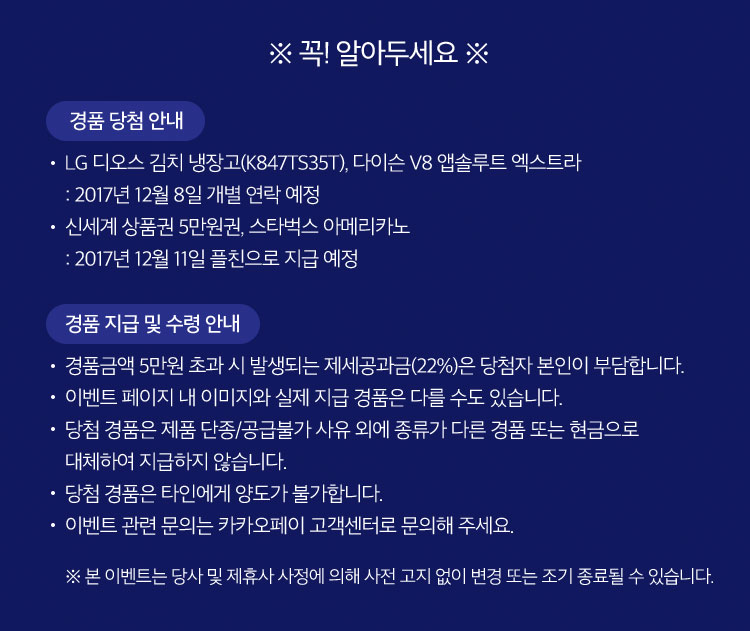 ※ 꼭! 알아두세요 ※
경품 당첨 안내
• LG 디오스 김치 냉장고(K847TS35T), 다이슨 V8 앱솔루트 엑스트라
: 2017년 12월 8일 개별 연락 예정
• 신세계 상품권 5만원권, 스타벅스 아메리카노
: 2017년 12월 11일 플친으로 지급 예정
경품 지급 및 수령 안내
• 경품금액 5만원 초과 시 발생되는 제세공과금(22%)은 당첨자 본인이 부담합니다.
• 이벤트 페이지 내 이미지와 실제 지급 경품은 다를 수도 있습니다.
• 당첨 경품은 제품 단종/공급불가 사유 외에 종류가 다른 경품 또는 현금으로
대체하여 지급하지 않습니다.
• 당첨 경품은 타인에게 양도가 불가합니다.
• 이벤트 관련 문의는 카카오페이 고객센터로 문의해 주세요.
※ 본 이벤트는 당사 및 제휴사 사정에 의해 사전 고지 없이 변경 또는 조기 종료될 수 있습니다.